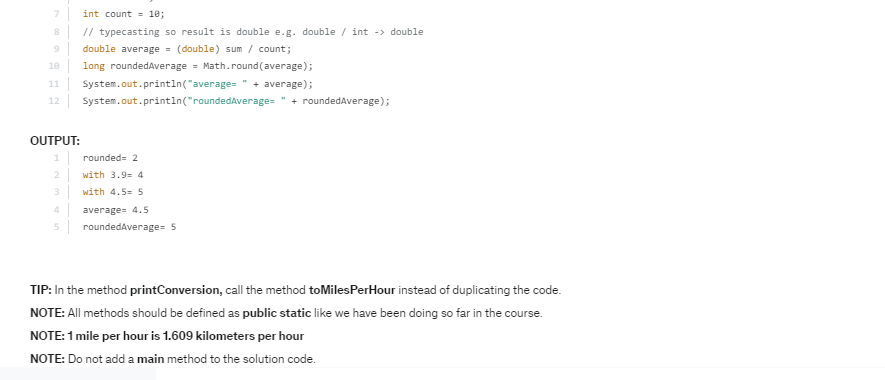 7 int count = 10;
8 // typecasting so result is double e.g. double / int -> double
9 double average = (double) sum / count;
10 long roundedAverage = Math.round(average);
11 System.out.println("average= " + average);
12 System.out.println("roundedAverage= " + roundedAverage);
OUTPUT:
1 rounded= 2
2 with 3.9= 4
3 with 4.5= 5
4 average= 4.5
5 roundedAverage= 5
TIP: In the method printConversion, call the method toMilesPerHour instead of duplicating the code.
NOTE: All methods should be defined as public static like we have been doing so far in the course.
NOTE: 1 mile per hour is 1.609 kilometers per hour
NOTE: Do not add a main method to the solution code.